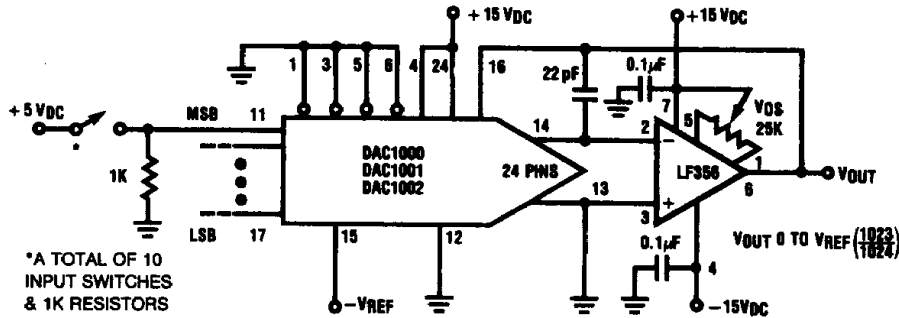 +15 VDC
+15 VDC
1 3 5 6 4 24 16
22pF
0.1μF
7
VOS
25K
+5 VDC
*
MSB
11
1K
LSB
17
DAC1000
DAC1001
DAC1002
24 PINS
14
13
2
−
5
LF356
+
3
1
6
VOUT
15
12
-VREF
0.1μF
4
-15VDC
VOUT 0 TO VREF (1023/1024)
*A TOTAL OF 10
INPUT SWITCHES
& 1K RESISTORS